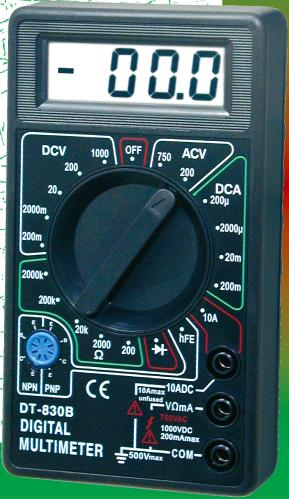 - 00.0
DCV
1000
OFF
750
ACV
200
200
DCA
20
200µ
2000m
2000µ
200m
20m
2000k
200m
200k
10A
20k
2000
Ω
200
hFE
NPN PNP
CE
10Amax
unfused
10ADC
VΩmA
DT-830B
750VAC
DIGITAL
1000VDC
200mAmax
MULTIMETER
500Vmax
COM